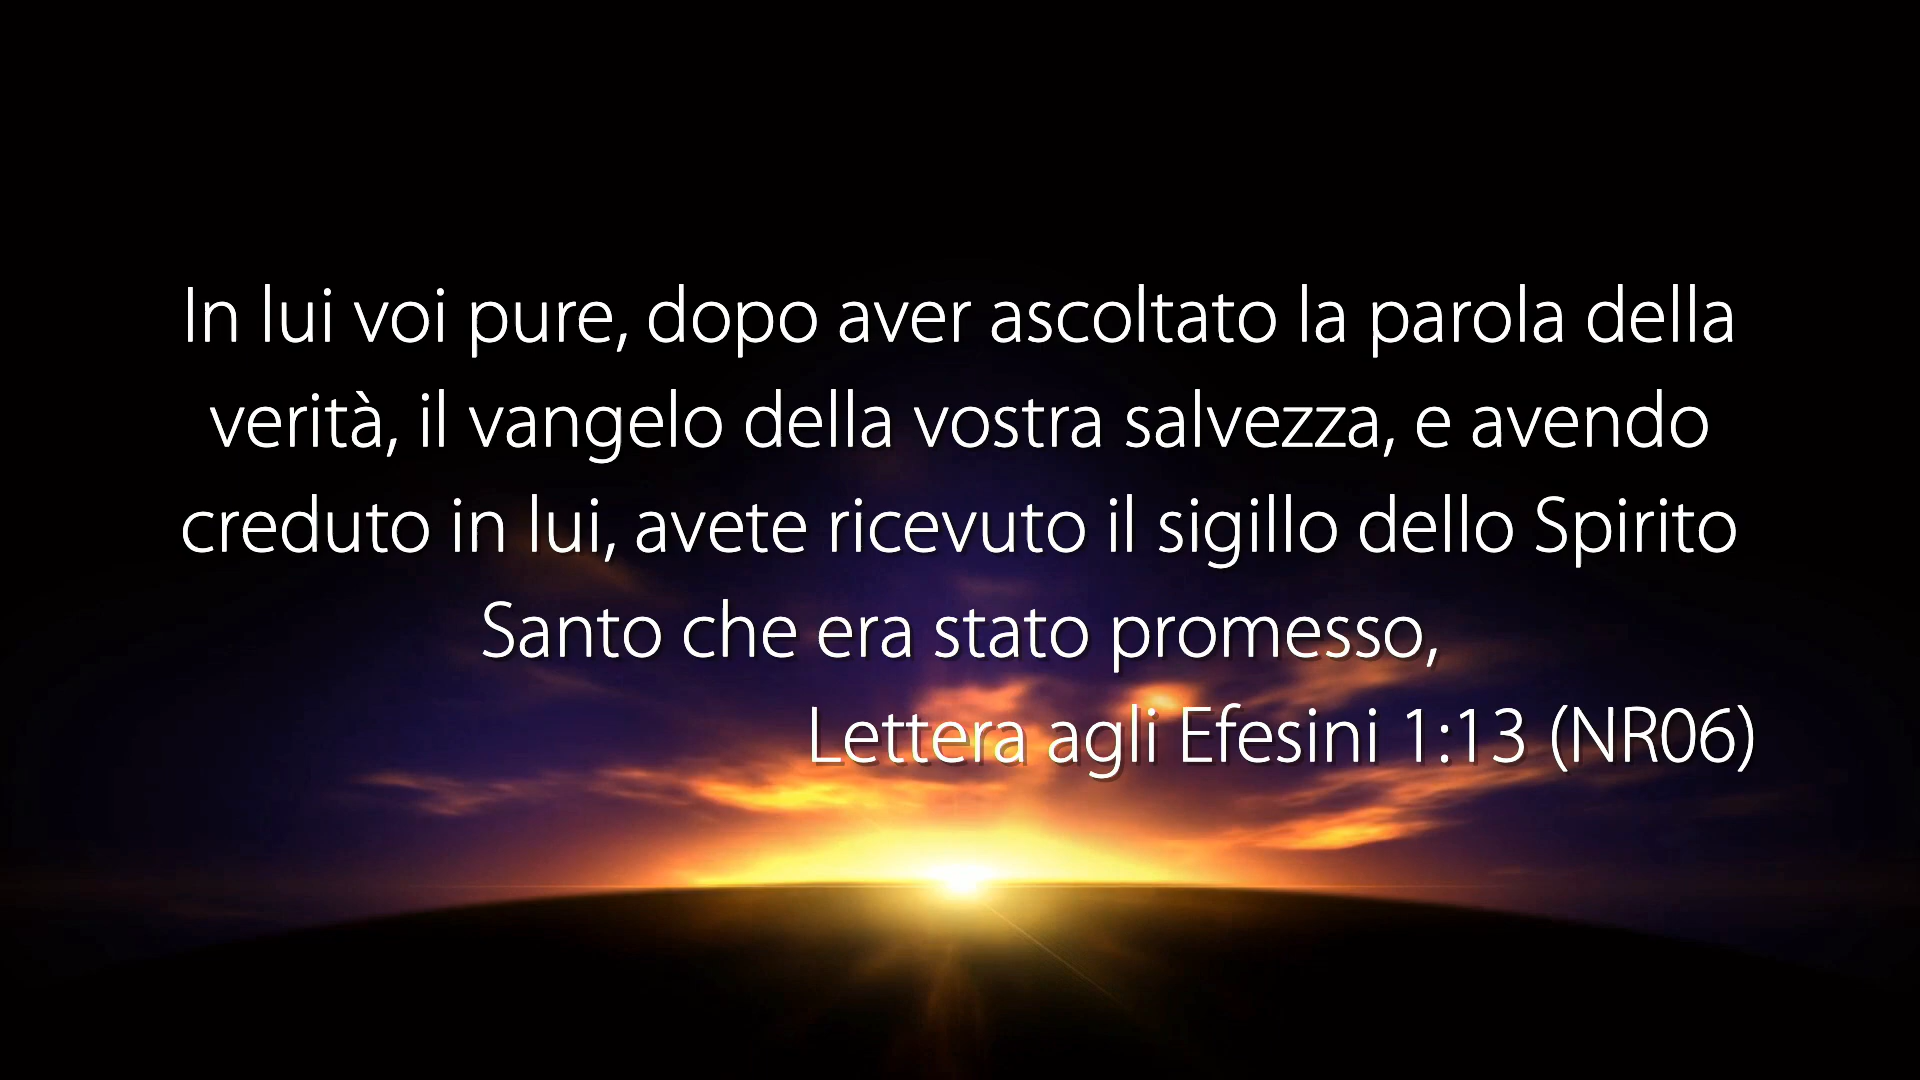 In lui voi pure, dopo aver ascoltato la parola della
verità, il vangelo della vostra salvezza, e avendo
creduto in lui, avete ricevuto il sigillo dello Spirito
Santo che era stato promesso,
Lettera agli Efesini 1:13 (NR06)